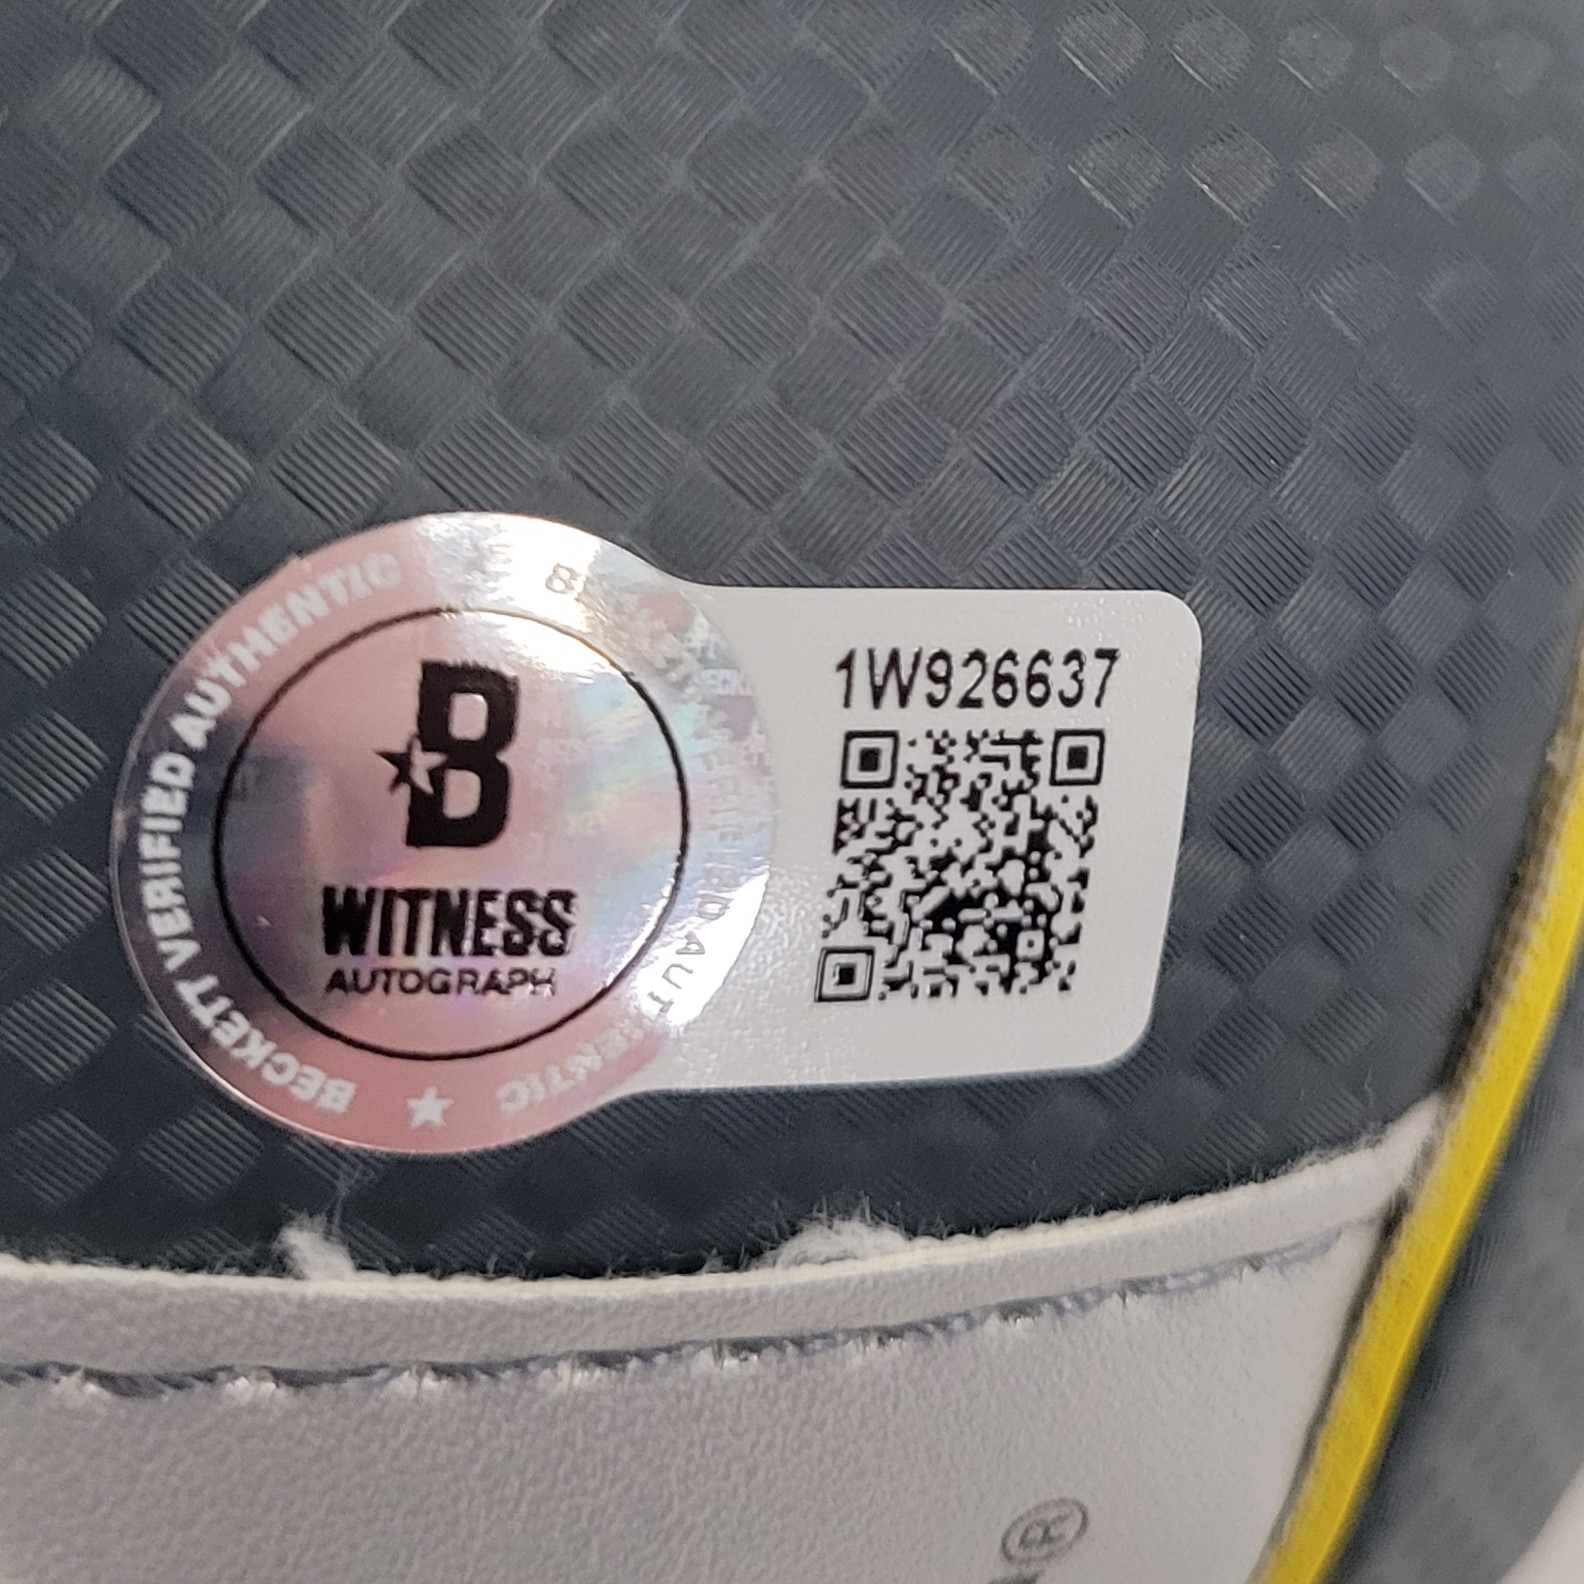 BECKETT VERIFIED AUTHENTIC
B
WITNESS
AUTOGRAPH
1W926637
®